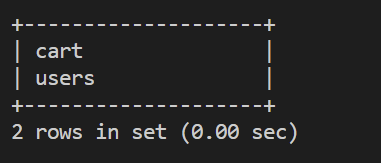 +--------------------+
| cart               |
| users              |
+--------------------+
2 rows in set (0.00 sec)